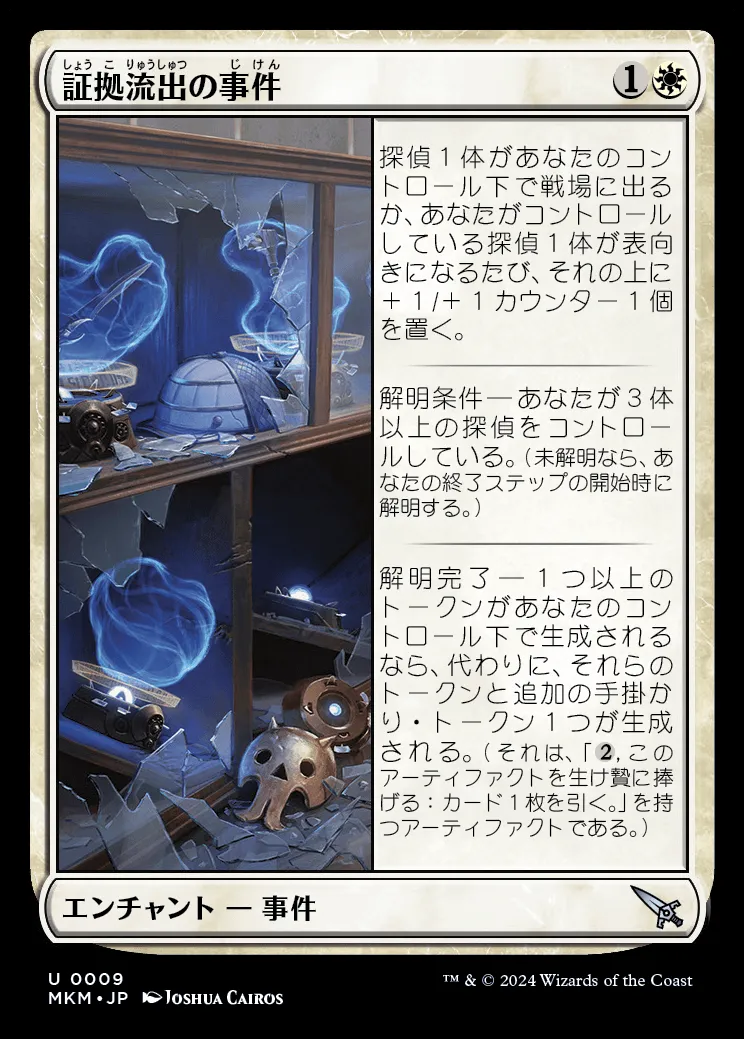 しょう こ りゅうしゅつ じ けん
証拠流出の事件
1
探偵1体があなたのコン
トロール下で戦場に出る
か、あなたがコントロール
している探偵1体が表向
きになるたび、それの上に
+1/+1カウンター1個
を置く。
解明条件―あなたが3体
以上の探偵をコントロー
ルしている。(未解明なら、あ
なたの終了ステップの開始時に
解明する。)
解明完了―1つ以上の
トークンがあなたのコン
トロール下で生成される
なら、代わりに、それらの
トークンと追加の手掛か
り・トークン1つが生成
される。(それは、「2,この
アーティファクトを生け贄に捧
げる:カード1枚を引く。」を持
つアーティファクトである。)
エンチャント ― 事件
U 0009
MKM • JP Joshua Cairos
™ & © 2024 Wizards of the Coast